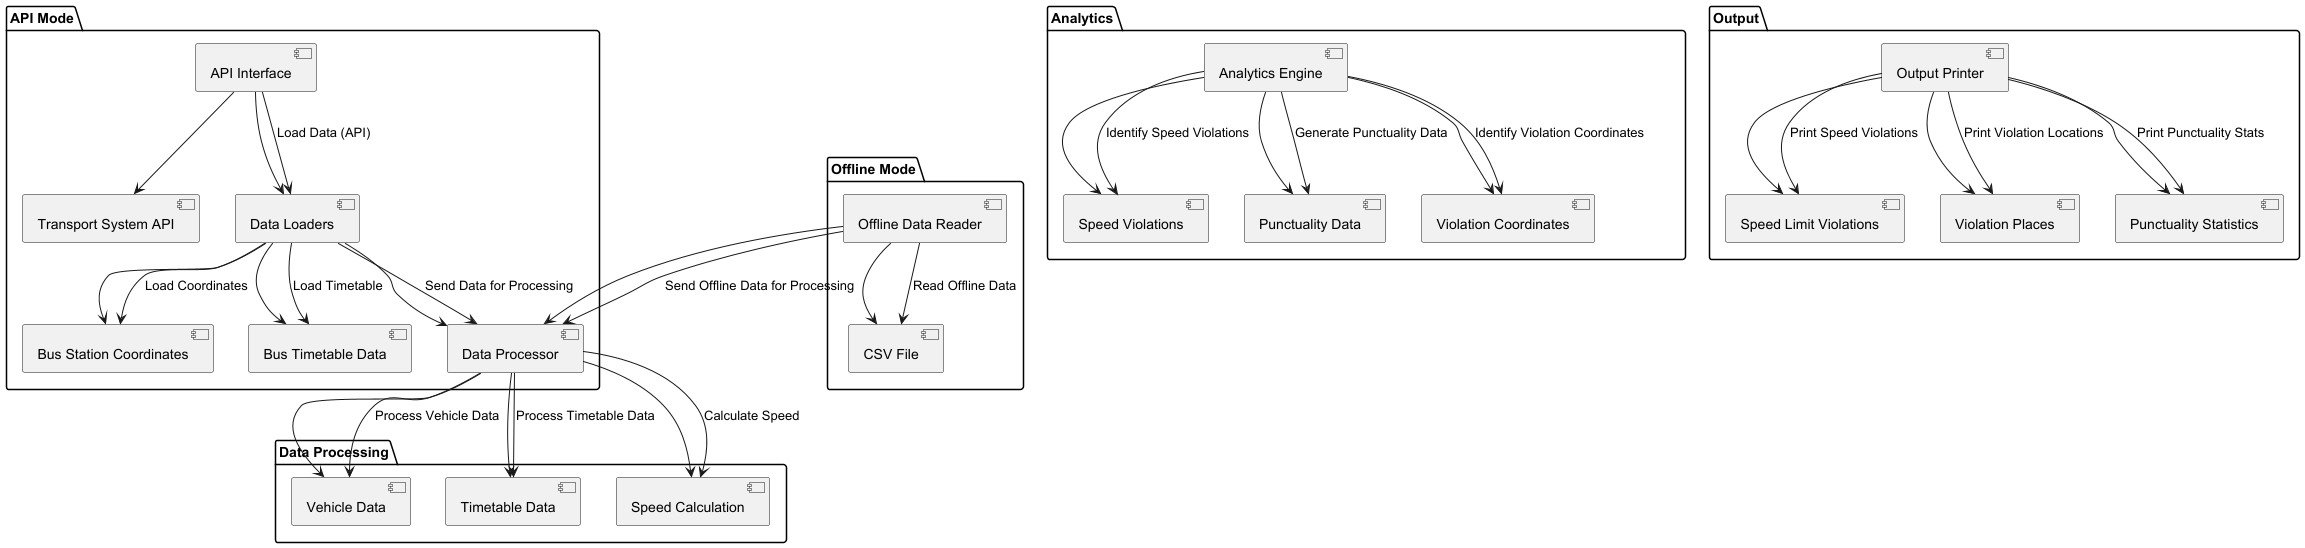 API Mode
API Interface
Load Data (API)
Transport System API
Data Loaders
Load Coordinates
Load Timetable
Send Data for Processing
Bus Station Coordinates
Bus Timetable Data
Data Processor
Offline Mode
Offline Data Reader
Send Offline Data for Processing
Read Offline Data
CSV File
Process Vehicle Data
Process Timetable Data
Calculate Speed
Data Processing
Vehicle Data
Timetable Data
Speed Calculation
Analytics
Analytics Engine
Identify Speed Violations
Generate Punctuality Data
Identify Violation Coordinates
Speed Violations
Punctuality Data
Violation Coordinates
Output
Output Printer
Print Speed Violations
Print Violation Locations
Print Punctuality Stats
Speed Limit Violations
Violation Places
Punctuality Statistics